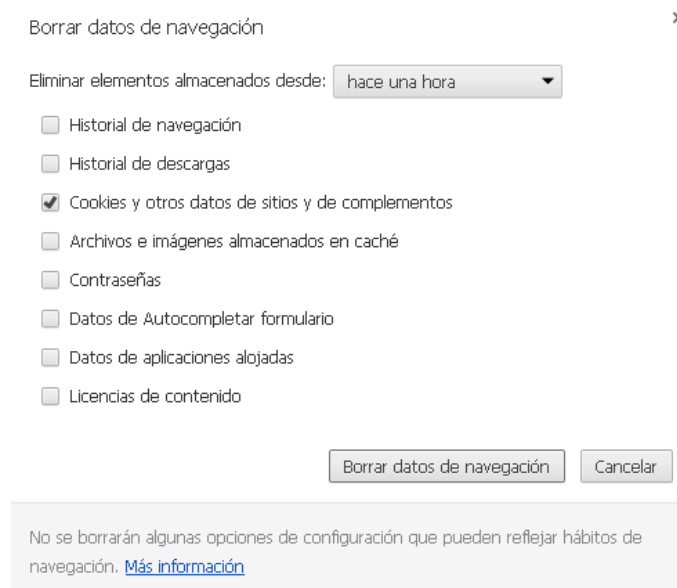 Borrar datos de navegación
Eliminar elementos almacenados desde: hace una hora
Historial de navegación
Historial de descargas
Cookies y otros datos de sitios y de complementos
Archivos e imágenes almacenados en caché
Contraseñas
Datos de Autocompletar formulario
Datos de aplicaciones alojadas
Licencias de contenido
Borrar datos de navegación Cancelar
No se borrarán algunas opciones de configuración que pueden reflejar hábitos de
navegación. Más información